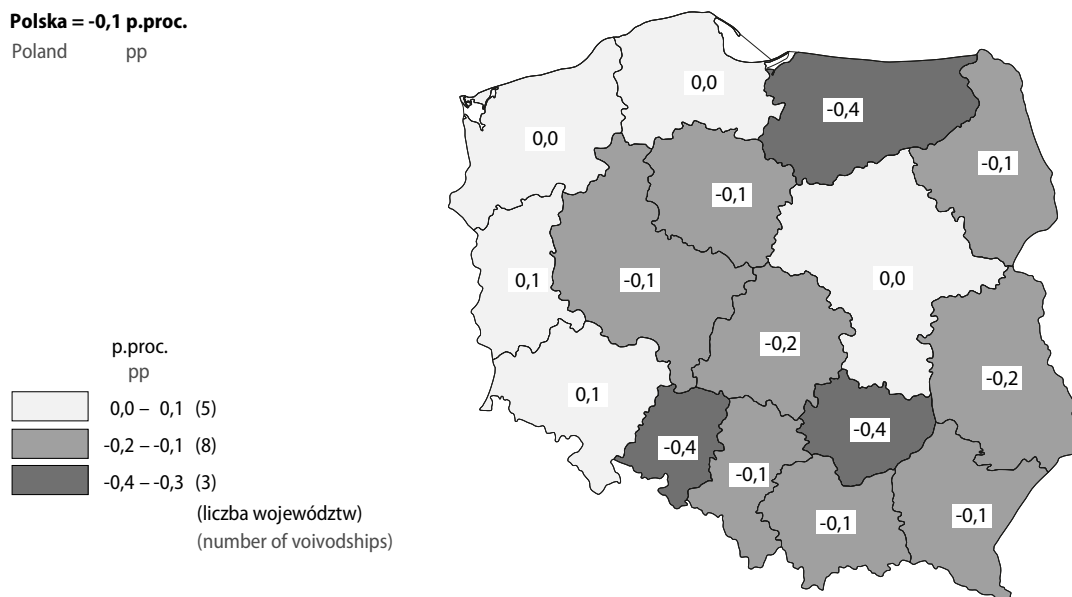 Polska = -0,1 p.proc.
Poland pp
0,0
-0,4
0,0
-0,1
-0,1
0,1
-0,1
0,0
-0,2
-0,2
0,1
-0,4
-0,4
-0,1
-0,1
-0,1
p.proc.
pp
0,0 – 0,1 (5)
-0,2 – -0,1 (8)
-0,4 – -0,3 (3)
(liczba województw)
(number of voivodships)